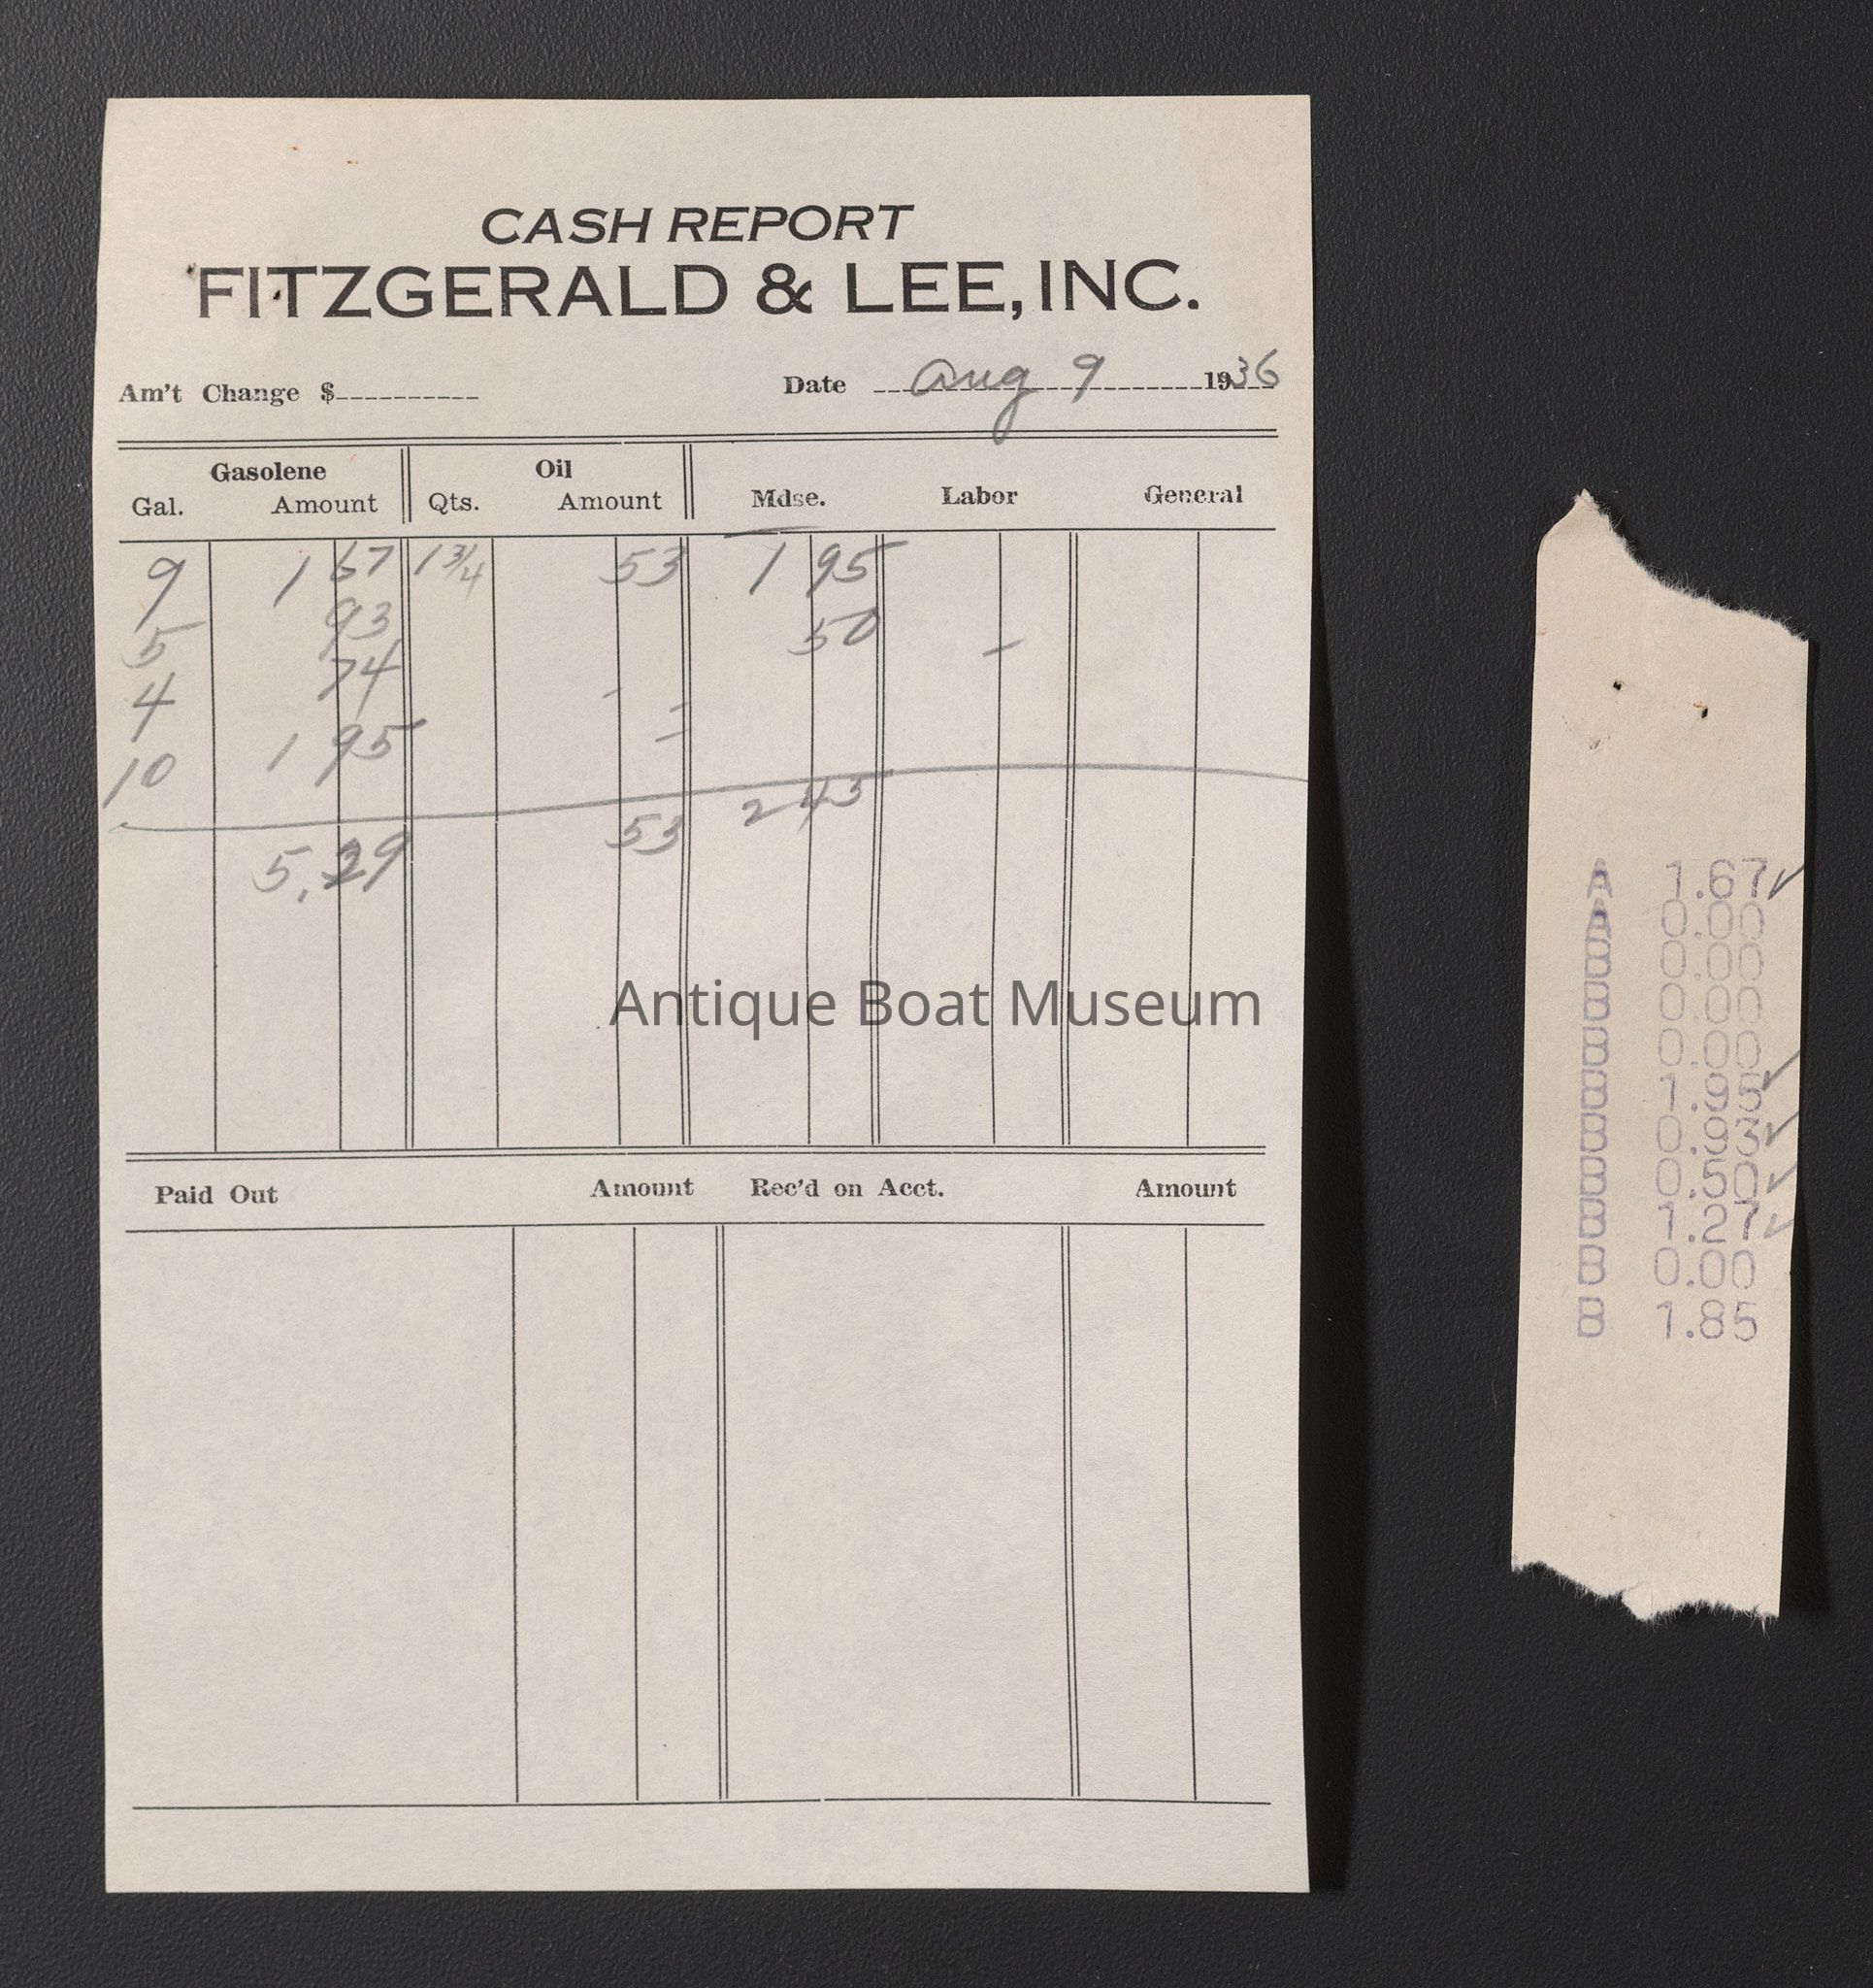 CASH REPORT
FITZGERALD & LEE, INC.
Am't Change $ Date Aug 9 1936
Gasolene Oil
Gal. Amount Qts. Amount Mdse. Labor General
9 1 67 1 3/4 53 1 95
5 93 50 -
4 74 - =
10 1 95
5.29 53 2 45
Antique Boat Museum
Paid Out Amount Rec'd on Acct. Amount
A 1.67 ✓
A 0.00
B 0.00
B 0.00
B 0.00
B 1.95 ✓
B 0.93 ✓
B 0.50 ✓
B 1.27 ✓
B 0.00
B 1.85